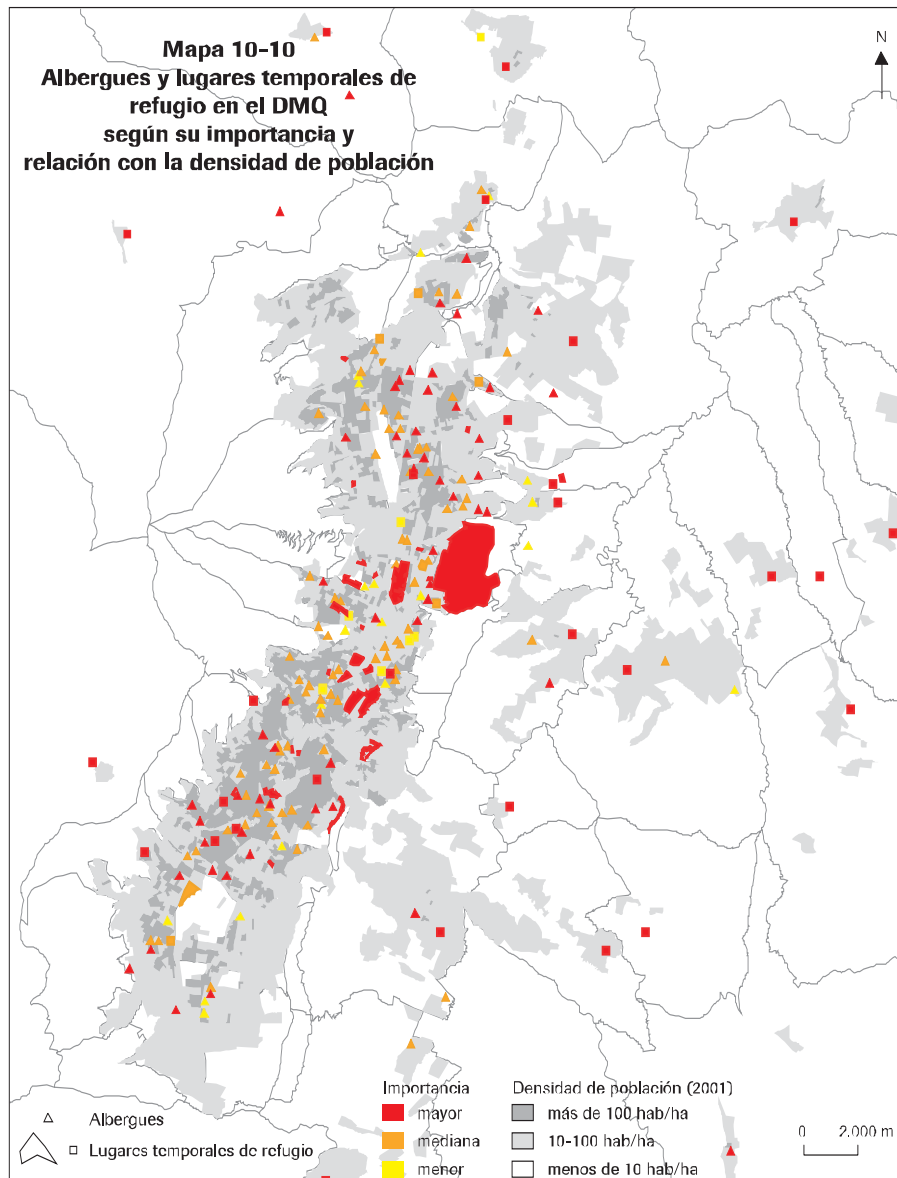 Mapa 10-10
Albergues y lugares temporales de
refugio en el DMQ
según su importancia y
relación con la densidad de población
N
Importancia
mayor
mediana
menor
Densidad de población (2001)
más de 100 hab/ha
10-100 hab/ha
menos de 10 hab/ha
Albergues
Lugares temporales de refugio
0 2.000 m